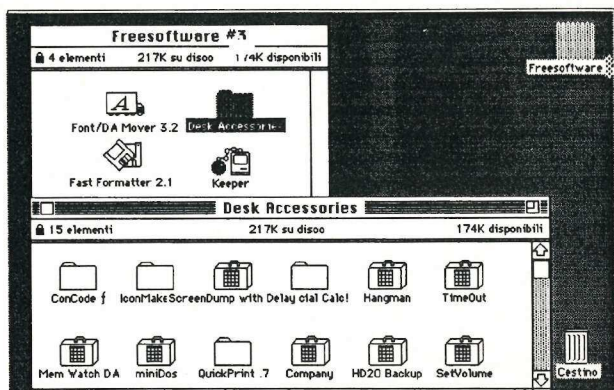 Freesoftware #3
4 elementi 217K su disco 174K disponibili
Freesoftware
Font/DA Mover 3.2 Desk Accessories
Fast Formatter 2.1 Keeper
Desk Accessories
15 elementi 217K su disco 174K disponibili
ConCode ƒ IconMake ScreenDump with Delay cial Calc! Hangman TimeOut
Mem Watch DA miniDos QuickPrint .7 Company HD20 Backup SetVolume
Cestino